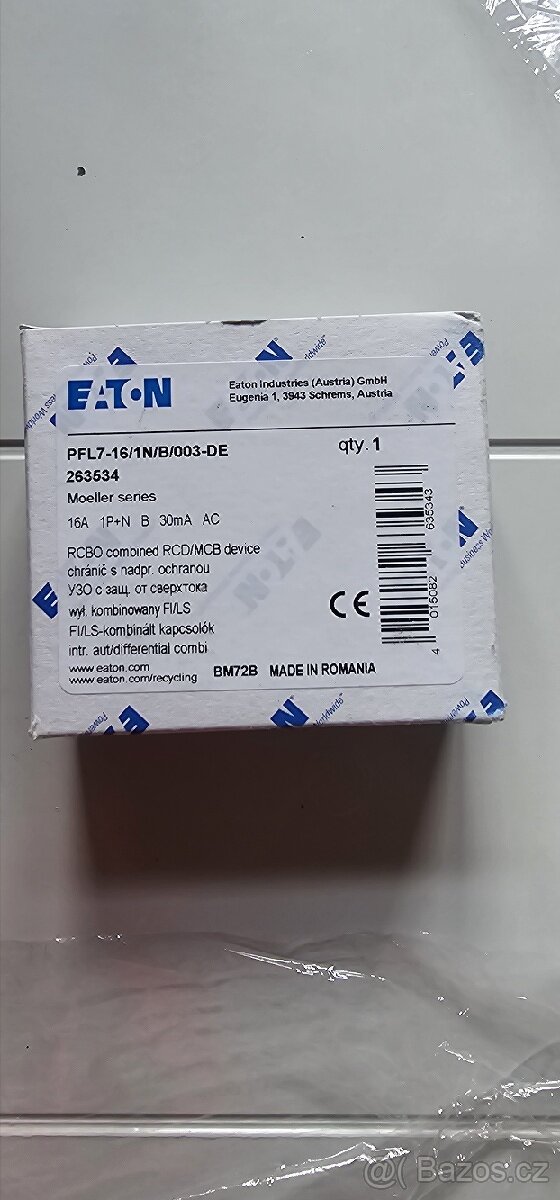 EATON
Eaton Industries (Austria) GmbH
Eugenia 1, 3943 Schrems, Austria
PFL7-16/1N/B/003-DE
qty. 1
263534
Moeller series
16A 1P+N B 30mA AC
RCBO combined RCD/MCB device
chránič s nadpr. ochranou
УЗО с защ. от сверхтока
wył. kombinowany FI/LS
FI/LS-kombinált kapcsolók
intr. aut/differential combi
www.eaton.com
www.eaton.com/recycling
BM72B MADE IN ROMANIA
CE
4 015082 635343
Bazos.cz